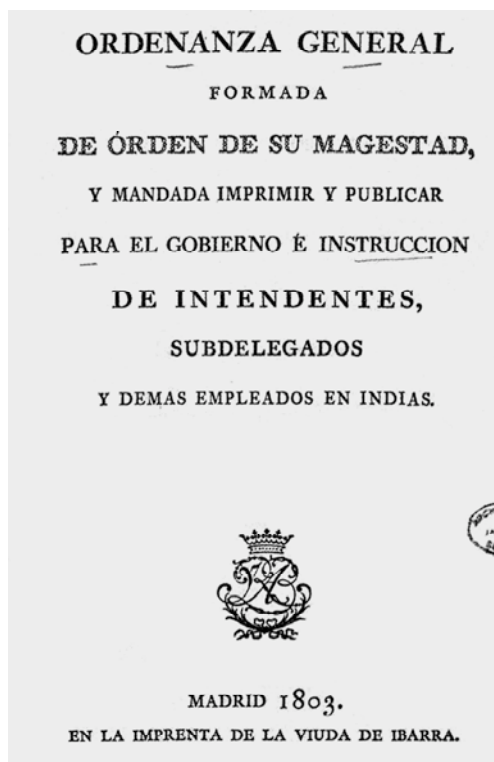 ORDENANZA GENERAL
FORMADA
DE ÓRDEN DE SU MAGESTAD,
Y MANDADA IMPRIMIR Y PUBLICAR
PARA EL GOBIERNO É INSTRUCCION
DE INTENDENTES,
SUBDELEGADOS
Y DEMAS EMPLEADOS EN INDIAS.
MADRID 1803.
EN LA IMPRENTA DE LA VIUDA DE IBARRA.